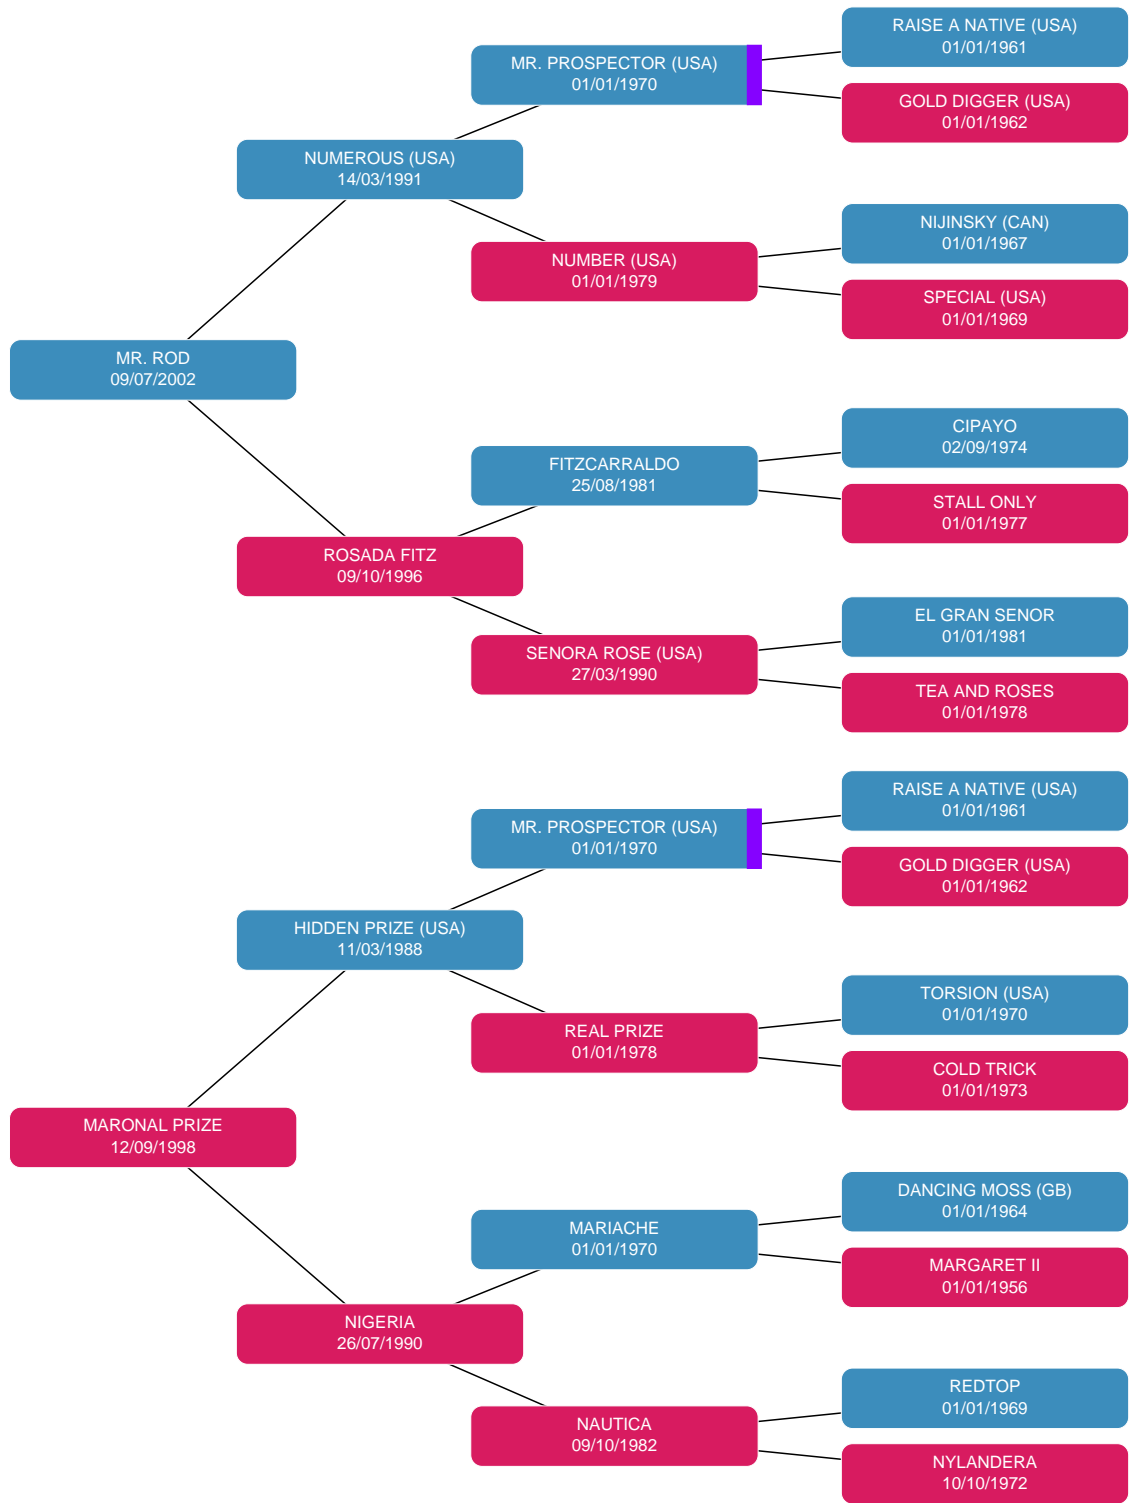 RAISE A NATIVE (USA)
01/01/1961
MR. PROSPECTOR (USA)
01/01/1970
GOLD DIGGER (USA)
01/01/1962
NUMEROUS (USA)
14/03/1991
NIJINSKY (CAN)
01/01/1967
NUMBER (USA)
01/01/1979
SPECIAL (USA)
01/01/1969
MR. ROD
09/07/2002
CIPAYO
02/09/1974
FITZCARRALDO
25/08/1981
STALL ONLY
01/01/1977
ROSADA FITZ
09/10/1996
EL GRAN SENOR
01/01/1981
SENORA ROSE (USA)
27/03/1990
TEA AND ROSES
01/01/1978
RAISE A NATIVE (USA)
01/01/1961
MR. PROSPECTOR (USA)
01/01/1970
GOLD DIGGER (USA)
01/01/1962
HIDDEN PRIZE (USA)
11/03/1988
TORSION (USA)
01/01/1970
REAL PRIZE
01/01/1978
COLD TRICK
01/01/1973
MARONAL PRIZE
12/09/1998
DANCING MOSS (GB)
01/01/1964
MARIACHE
01/01/1970
MARGARET II
01/01/1956
NIGERIA
26/07/1990
REDTOP
01/01/1969
NAUTICA
09/10/1982
NYLANDERA
10/10/1972